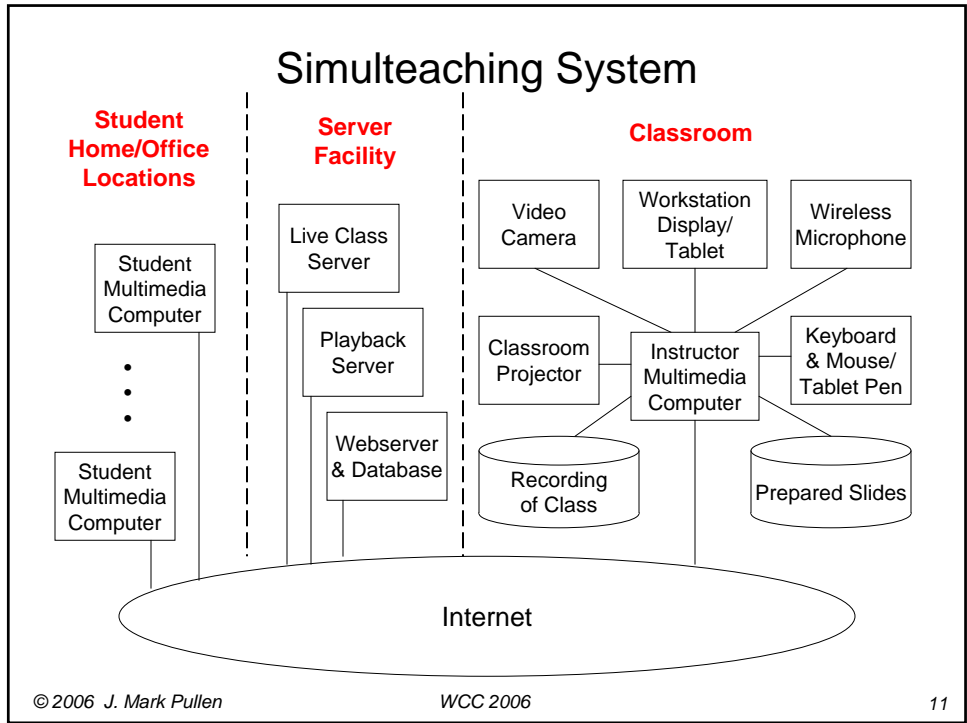 Simulteaching System
Student
Home/Office
Locations
Server
Facility
Classroom
Student
Multimedia
Computer
•
•
•
Student
Multimedia
Computer
Live Class
Server
Playback
Server
Webserver
& Database
Video
Camera
Workstation
Display/
Tablet
Wireless
Microphone
Classroom
Projector
Instructor
Multimedia
Computer
Keyboard
& Mouse/
Tablet Pen
Recording
of Class
Prepared Slides
Internet
© 2006 J. Mark Pullen
WCC 2006
11